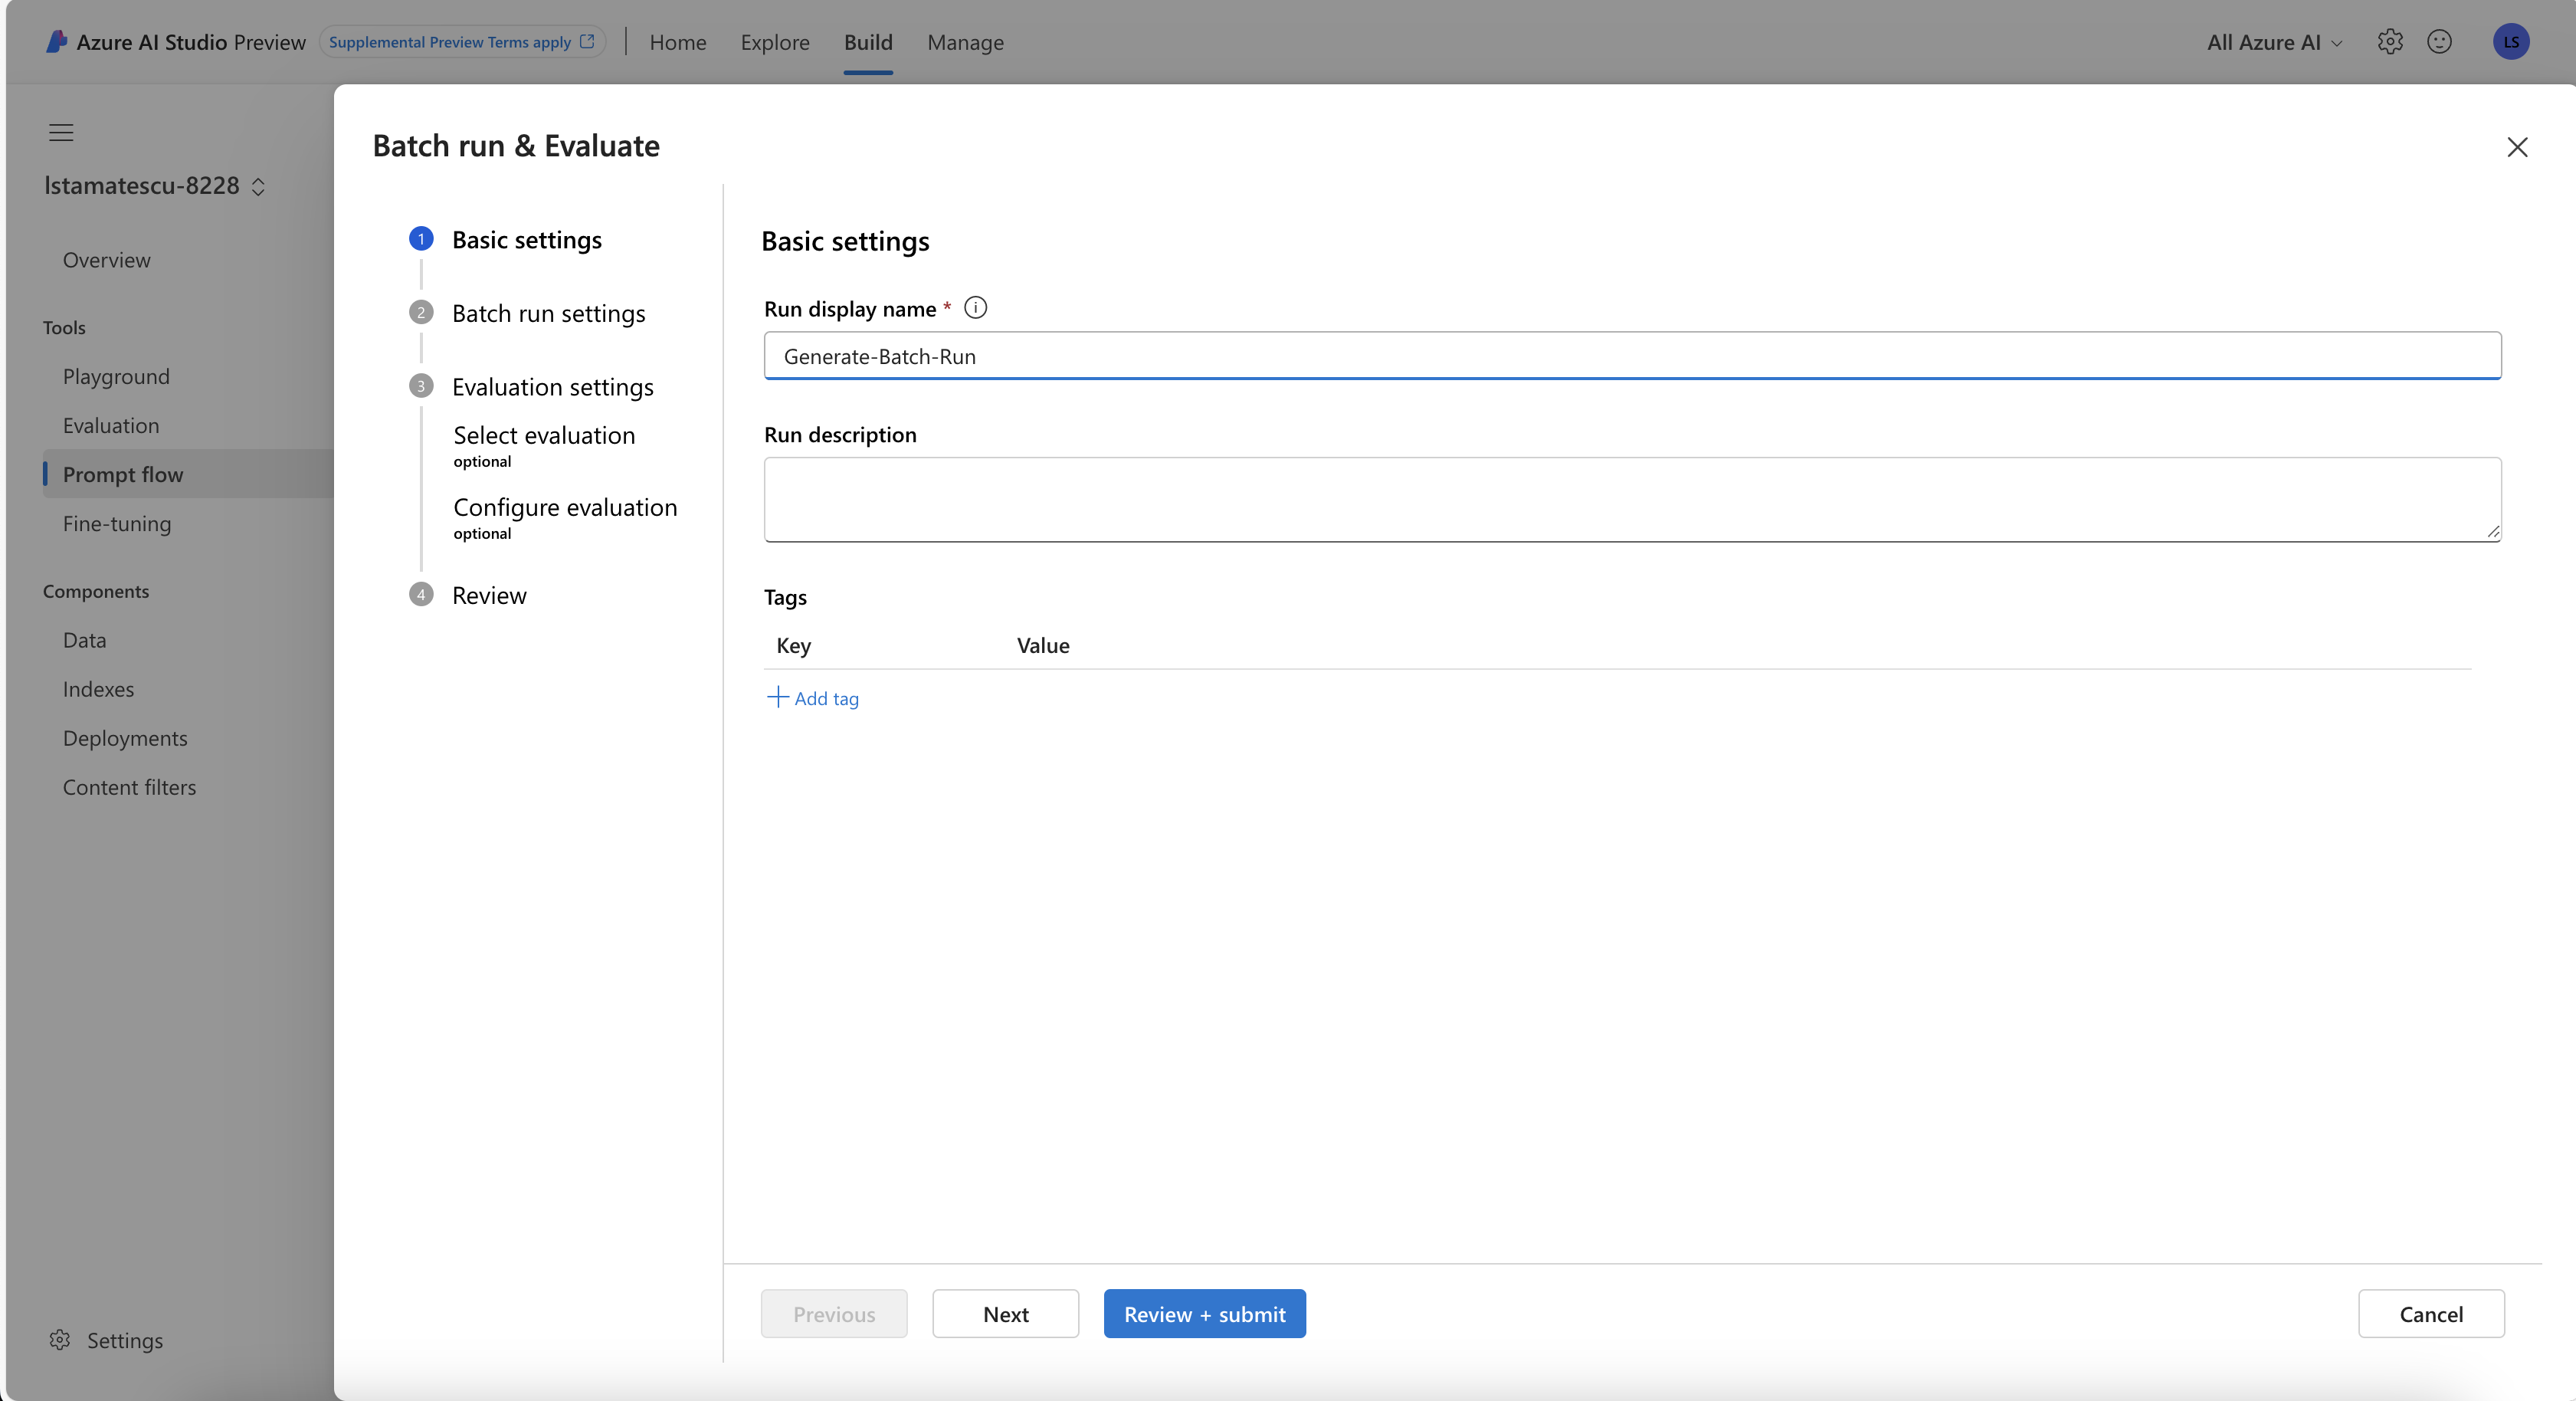 Azure AI Studio Preview Supplemental Preview Terms apply Home Explore Build Manage All Azure AI LS
lstamatescu-8228
Overview
Tools
Playground
Evaluation
Prompt flow
Fine-tuning
Components
Data
Indexes
Deployments
Content filters
Settings
Batch run & Evaluate
1 Basic settings
2 Batch run settings
3 Evaluation settings
Select evaluation
optional
Configure evaluation
optional
4 Review
Basic settings
Run display name *
Generate-Batch-Run
Run description
Tags
Key Value
Add tag
Previous Next Review + submit Cancel